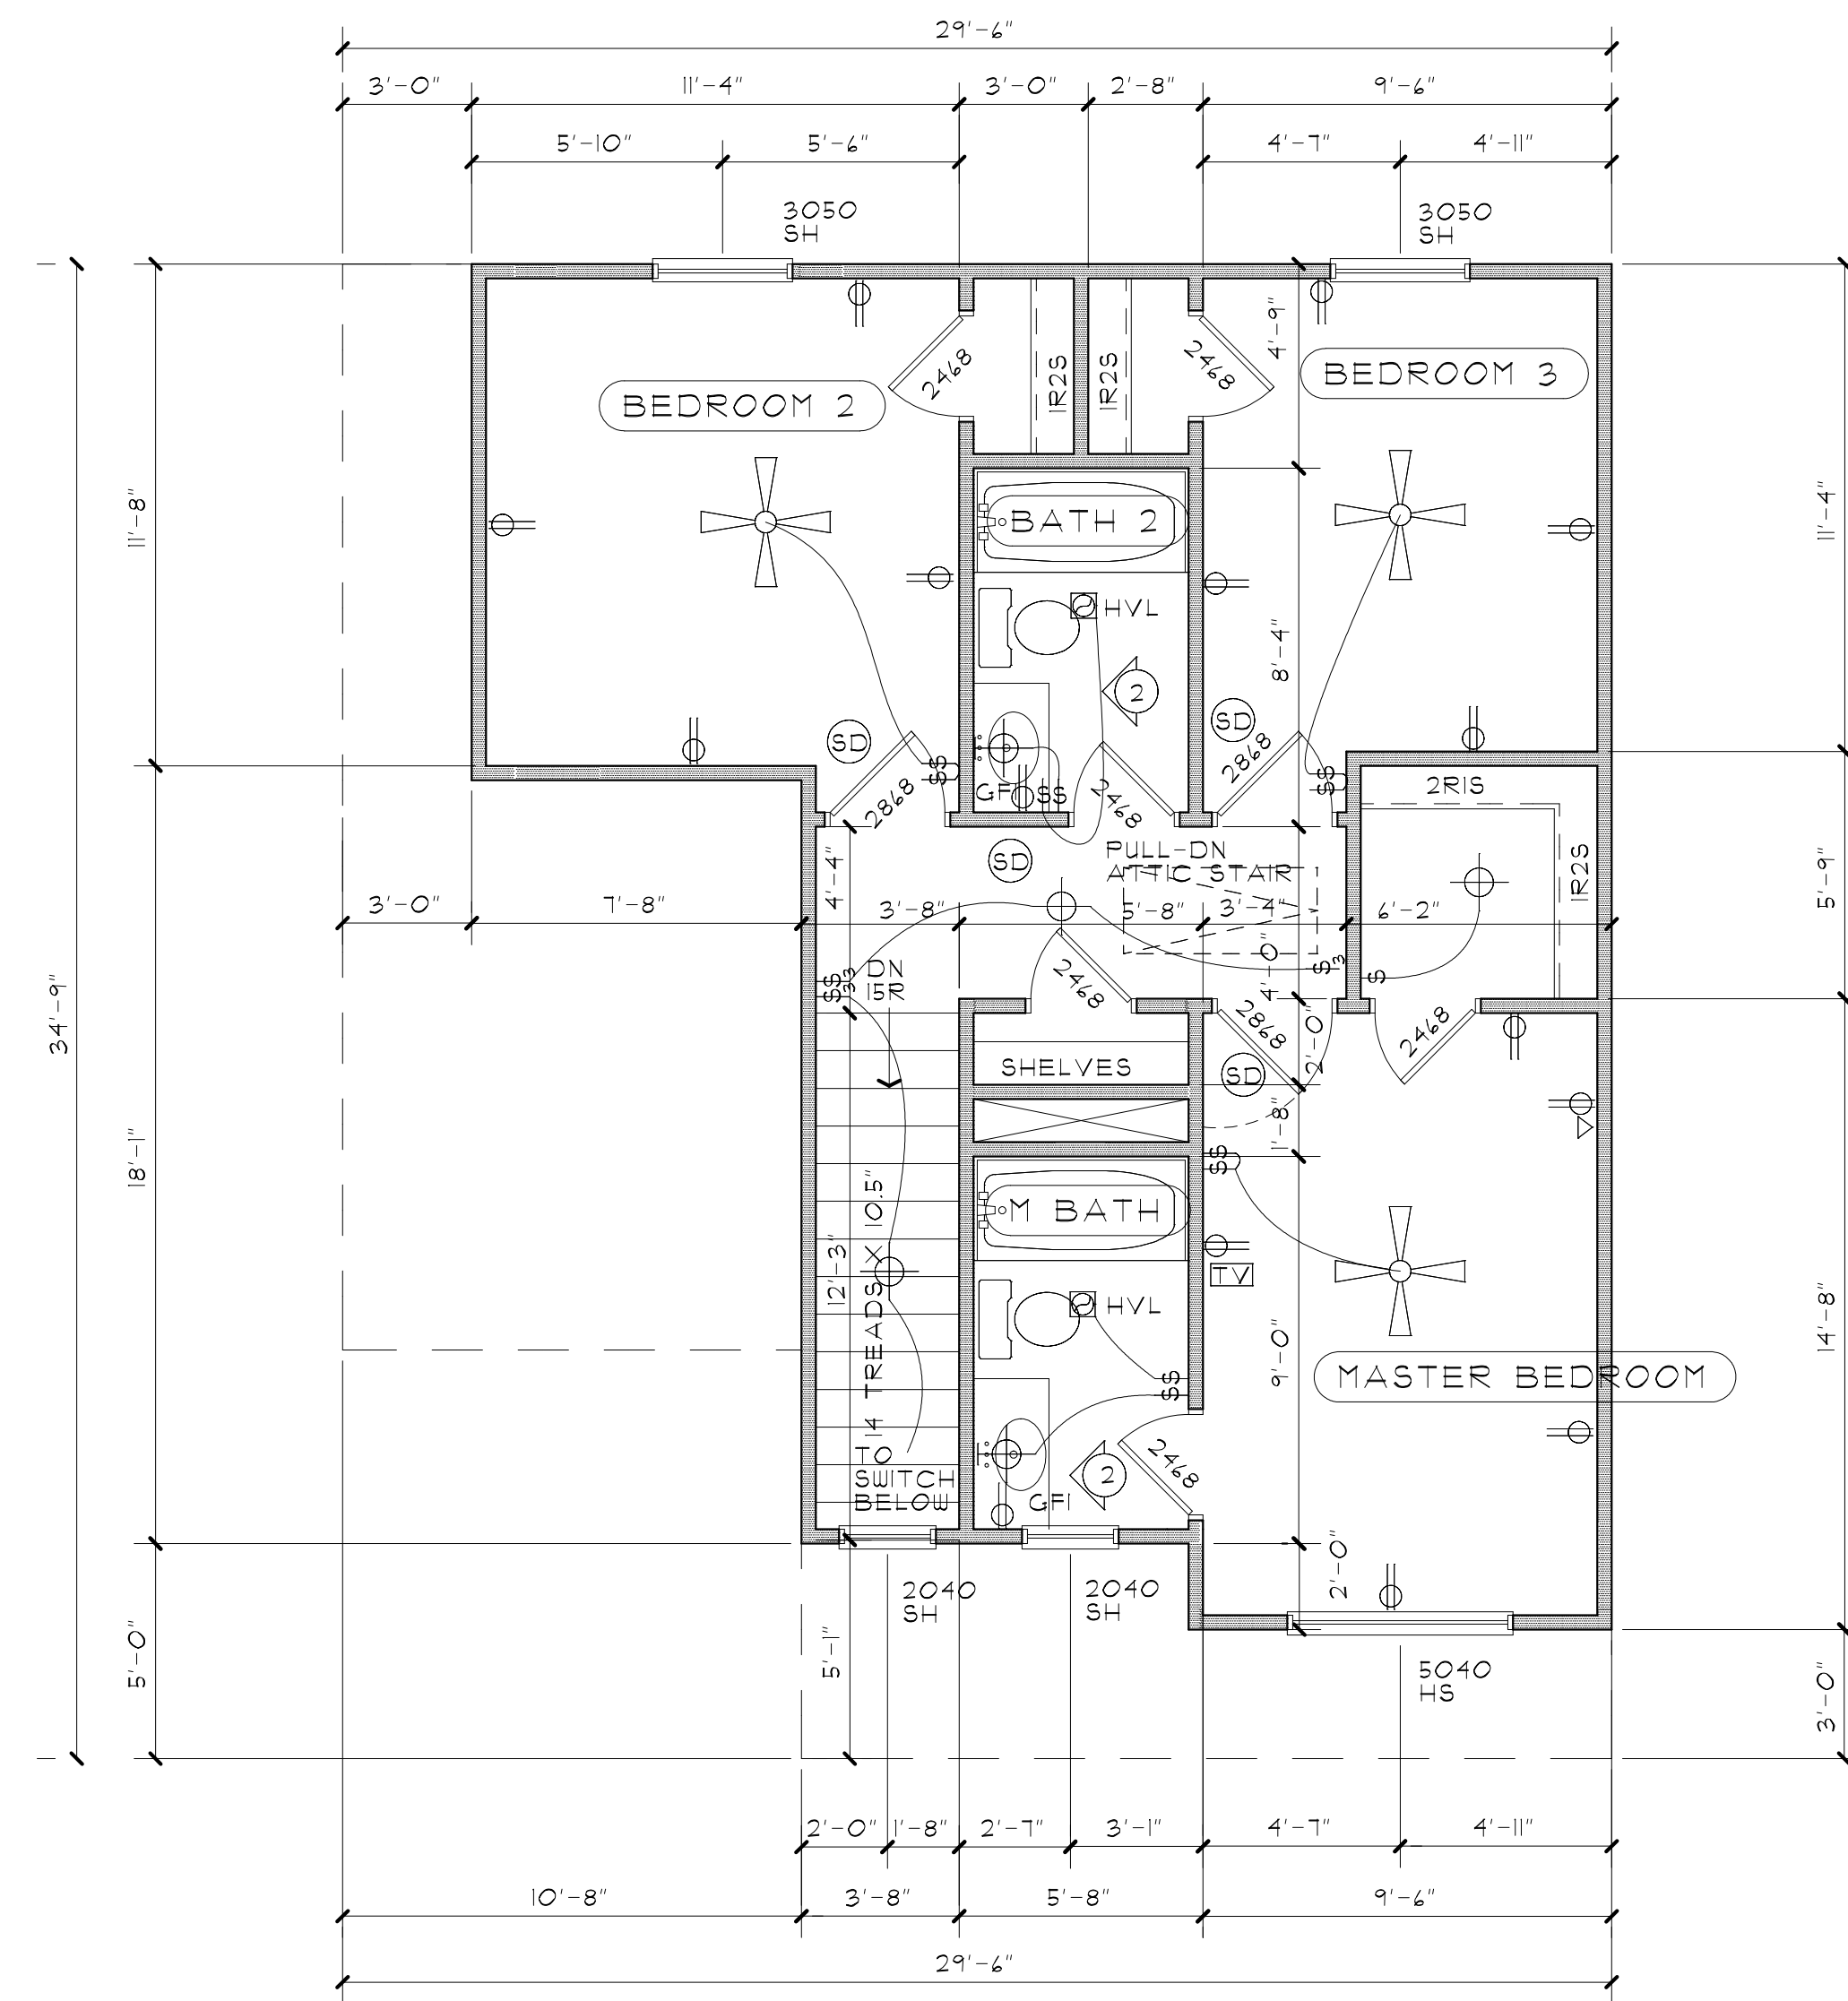 29'-6"
3'-0" 11'-4" 3'-0" 2'-8" 9'-6"
5'-10" 5'-6" 4'-7" 4'-11"
3050
SH
3050
SH
4'-9"
2468
1R2S
1R2S
2468
BEDROOM 3
BEDROOM 2
11'-8"
BATH 2
11'-4"
HVL
8'-4"
2
SD
SD
2868
SS
GFI
SS
2468
2868
SS
2R1S
1R2S
SD
PULL-DN
ATTIC STAIR
4'-4"
5'-9"
3'-0" 7'-8" 3'-8" 5'-8" 3'-4" 6'-2"
4'-0"
34'-9"
DN
15R
SS3
3
2468
S3
S
2868
2'-0"
2468
SHELVES
SD
1'-8"
18'-1"
SS
M BATH
14 TREADS X 10.5"
12'-3"
TV
HVL
9'-0"
14'-8"
MASTER BEDROOM
SS
TO
SWITCH
BELOW
2468
2
GFI
2040
SH
2040
SH
2'-0"
5'-0"
5'-1"
5040
HS
3'-0"
2'-0" 1'-8" 2'-7" 3'-1" 4'-7" 4'-11"
10'-8" 3'-8" 5'-8" 9'-6"
29'-6"